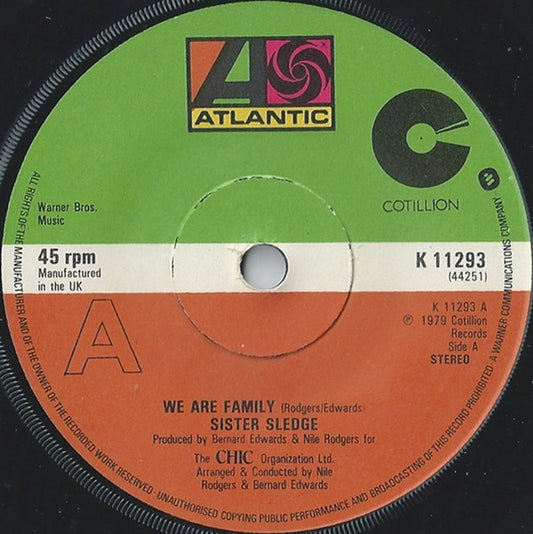 A
ATLANTIC
COTILLION
Warner Bros.
Music
45 rpm
Manufactured
in the UK
K 11293
(44251)
A
K 11293 A
℗ 1979 Cotillion
Records
Side A
STEREO
WE ARE FAMILY (Rodgers/Edwards)
SISTER SLEDGE
Produced by Bernard Edwards & Nile Rodgers for
The CHIC Organization Ltd.
Arranged & Conducted by Nile
Rodgers & Bernard Edwards
ALL RIGHTS OF THE MANUFACTURER AND OF THE OWNER OF THE RECORDED WORK RESERVED · UNAUTHORISED COPYING PUBLIC PERFORMANCE AND BROADCASTING OF THIS RECORD PROHIBITED · A WARNER COMMUNICATIONS COMPANY ·